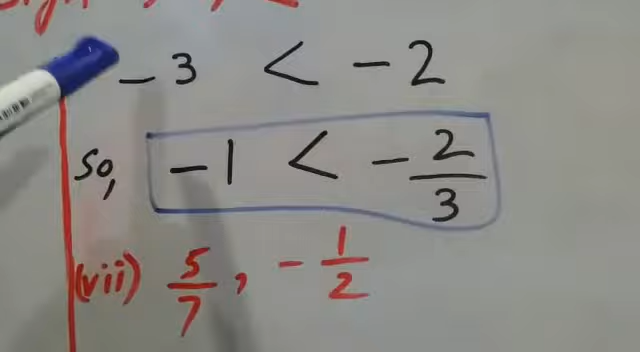 - 3 < - 2
So, - 1 < - 2/3
(vii) 5/7, - 1/2